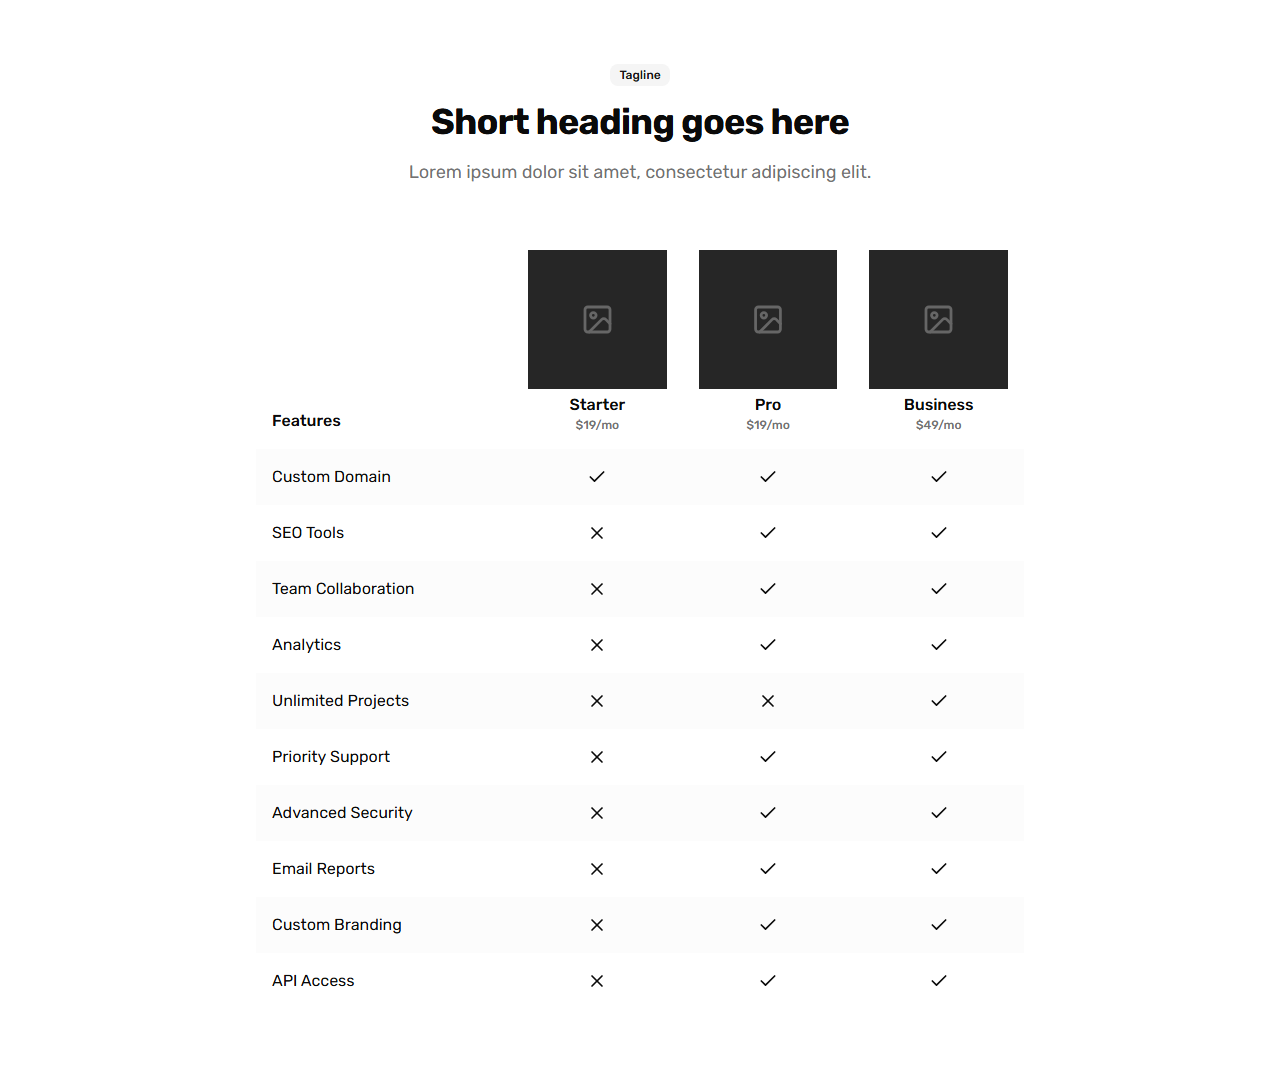 Tagline
Short heading goes here
Lorem ipsum dolor sit amet, consectetur adipiscing elit.
Features
Starter
$19/mo
Pro
$19/mo
Business
$49/mo
Custom Domain
SEO Tools
Team Collaboration
Analytics
Unlimited Projects
Priority Support
Advanced Security
Email Reports
Custom Branding
API Access